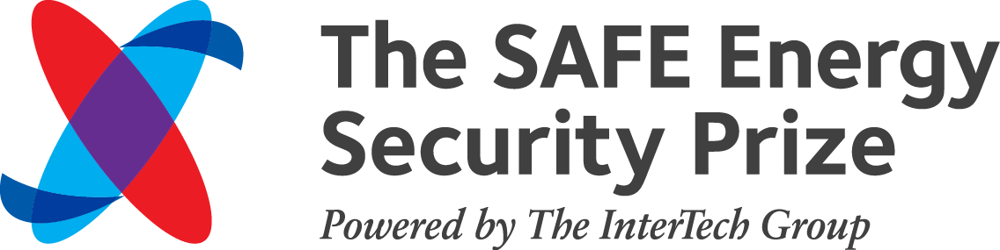 The SAFE Energy
Security Prize
Powered by The InterTech Group